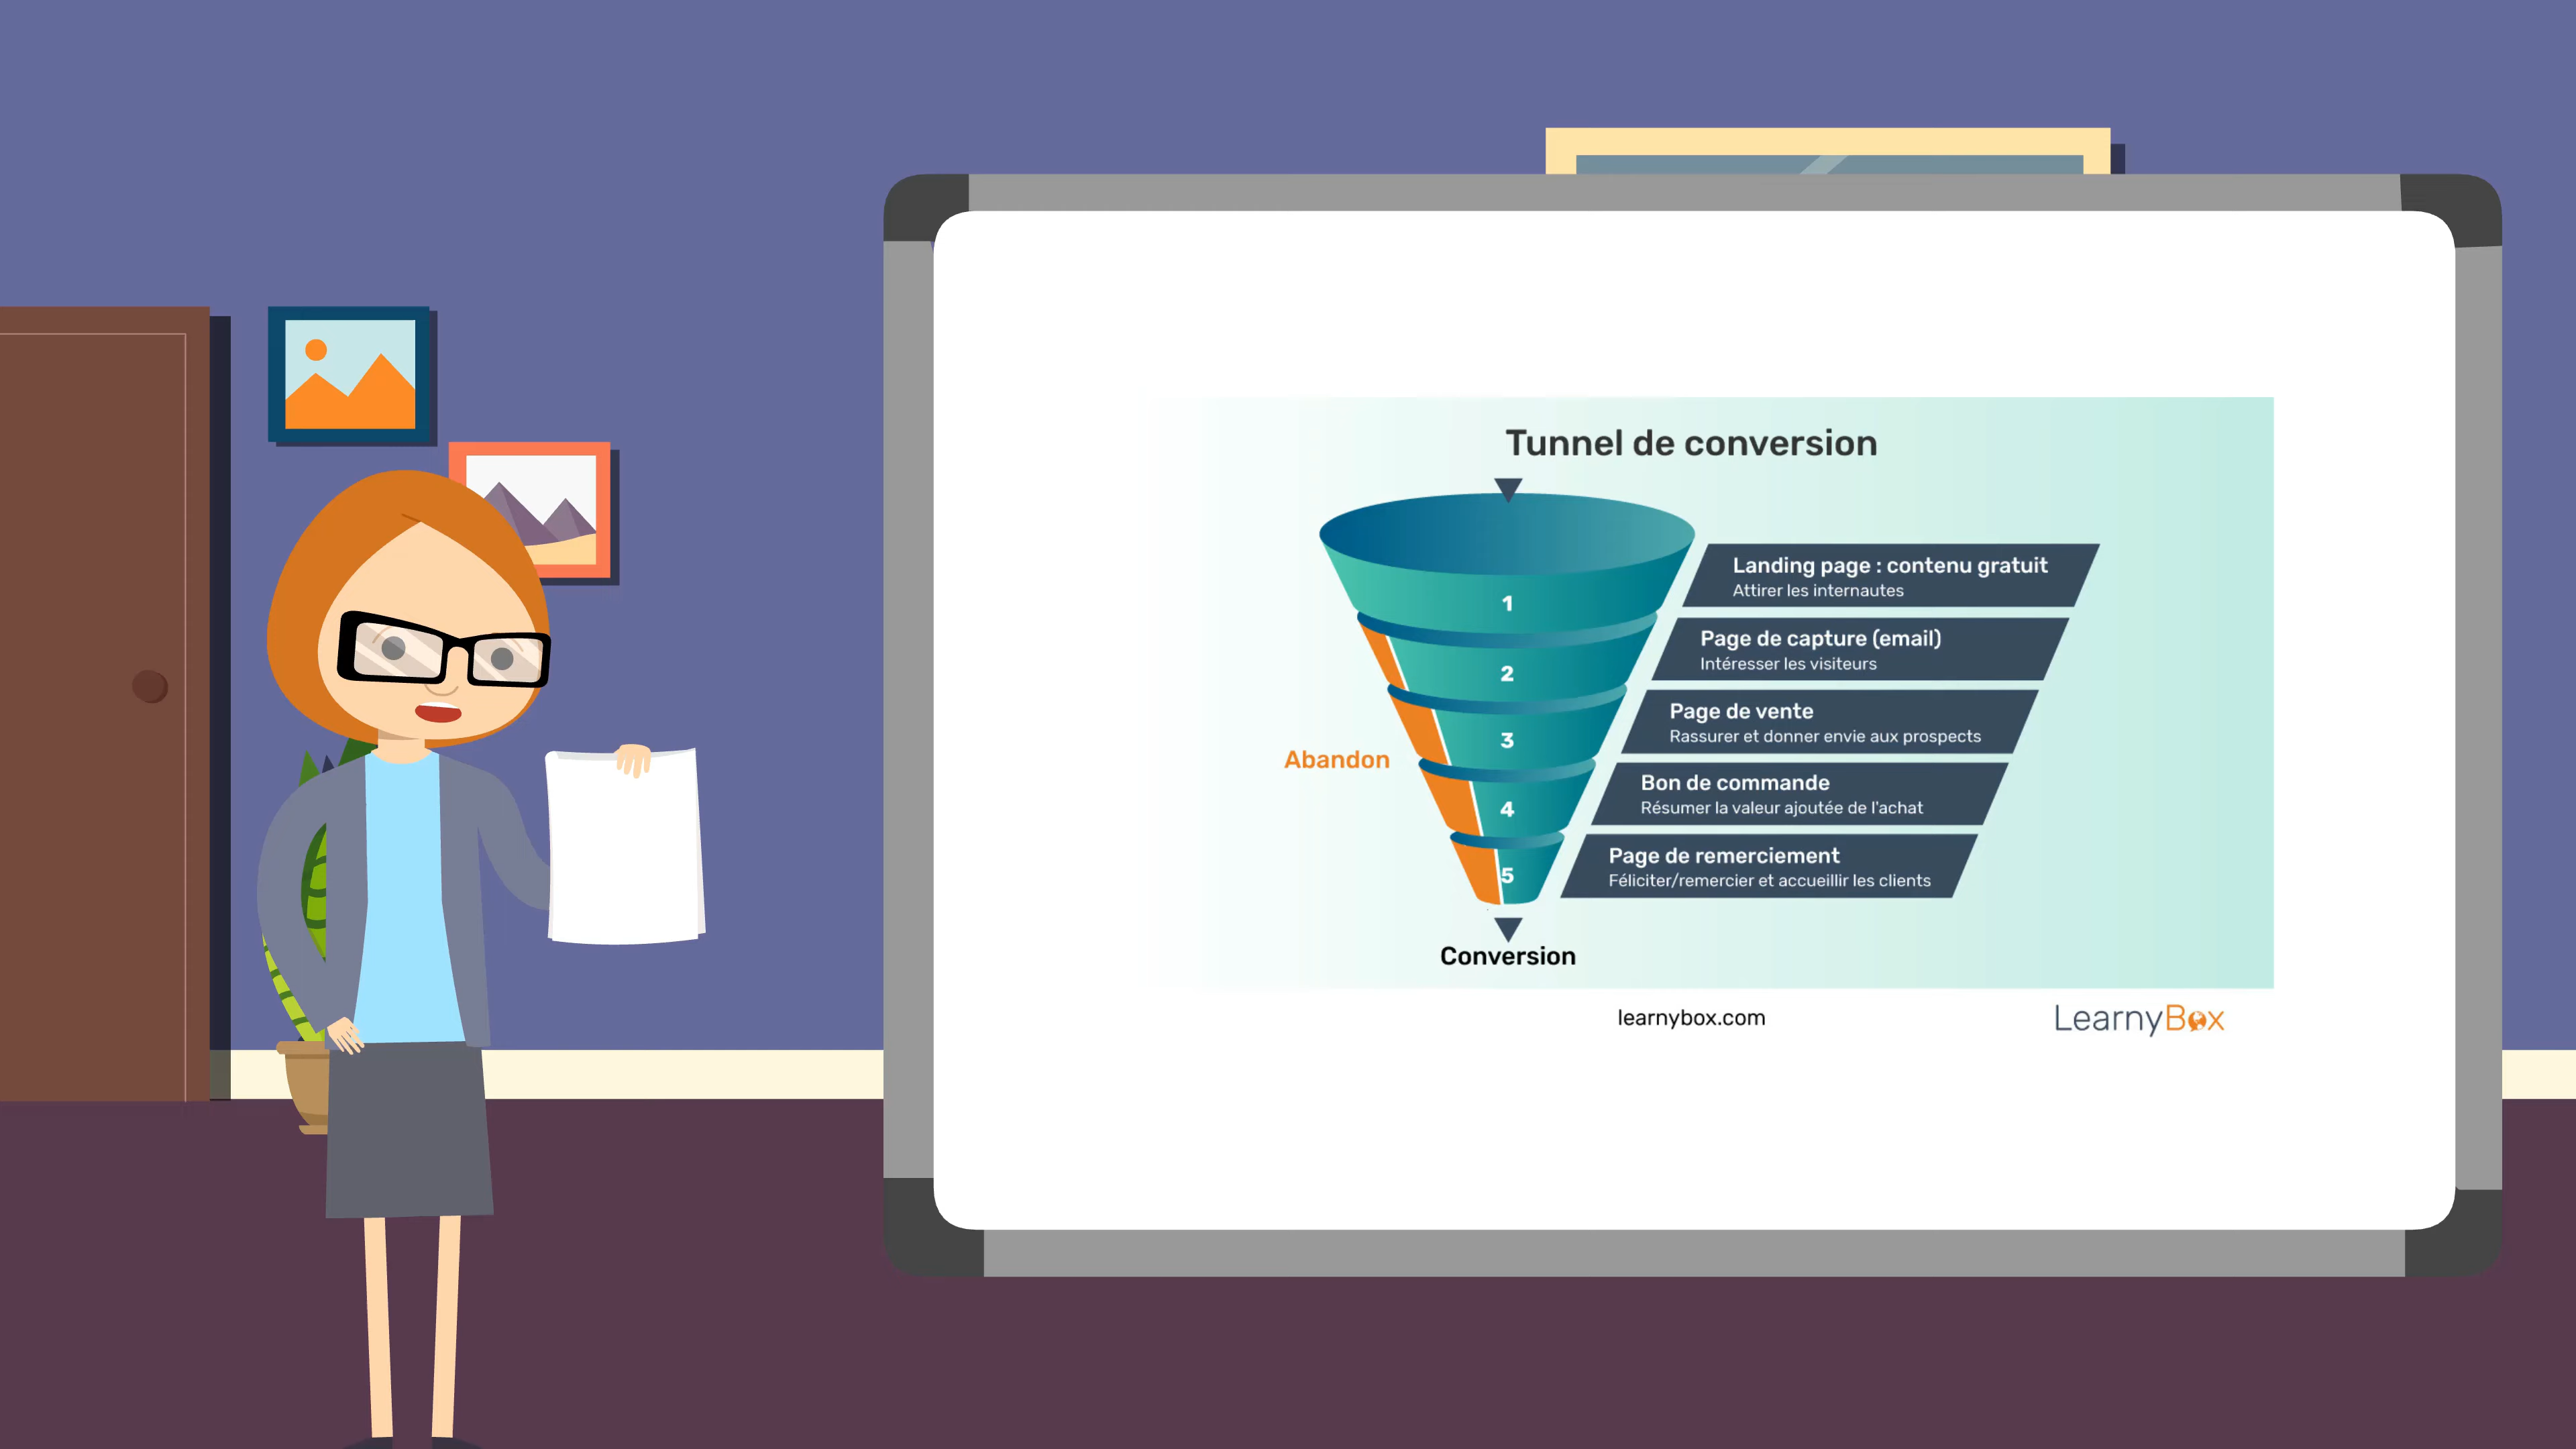 Tunnel de conversion
1
Landing page : contenu gratuit
Attirer les internautes
2
Page de capture (email)
Intéresser les visiteurs
3
Page de vente
Rassurer et donner envie aux prospects
Abandon
4
Bon de commande
Résumer la valeur ajoutée de l'achat
5
Page de remerciement
Féliciter/remercier et accueillir les clients
Conversion
learnybox.com
LearnyBox